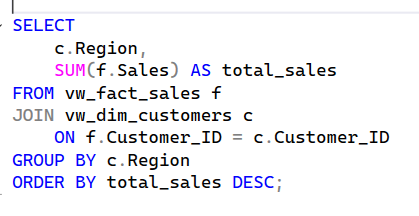 SELECT
    c.Region,
    SUM(f.Sales) AS total_sales
FROM vw_fact_sales f
JOIN vw_dim_customers c
    ON f.Customer_ID = c.Customer_ID
GROUP BY c.Region
ORDER BY total_sales DESC;